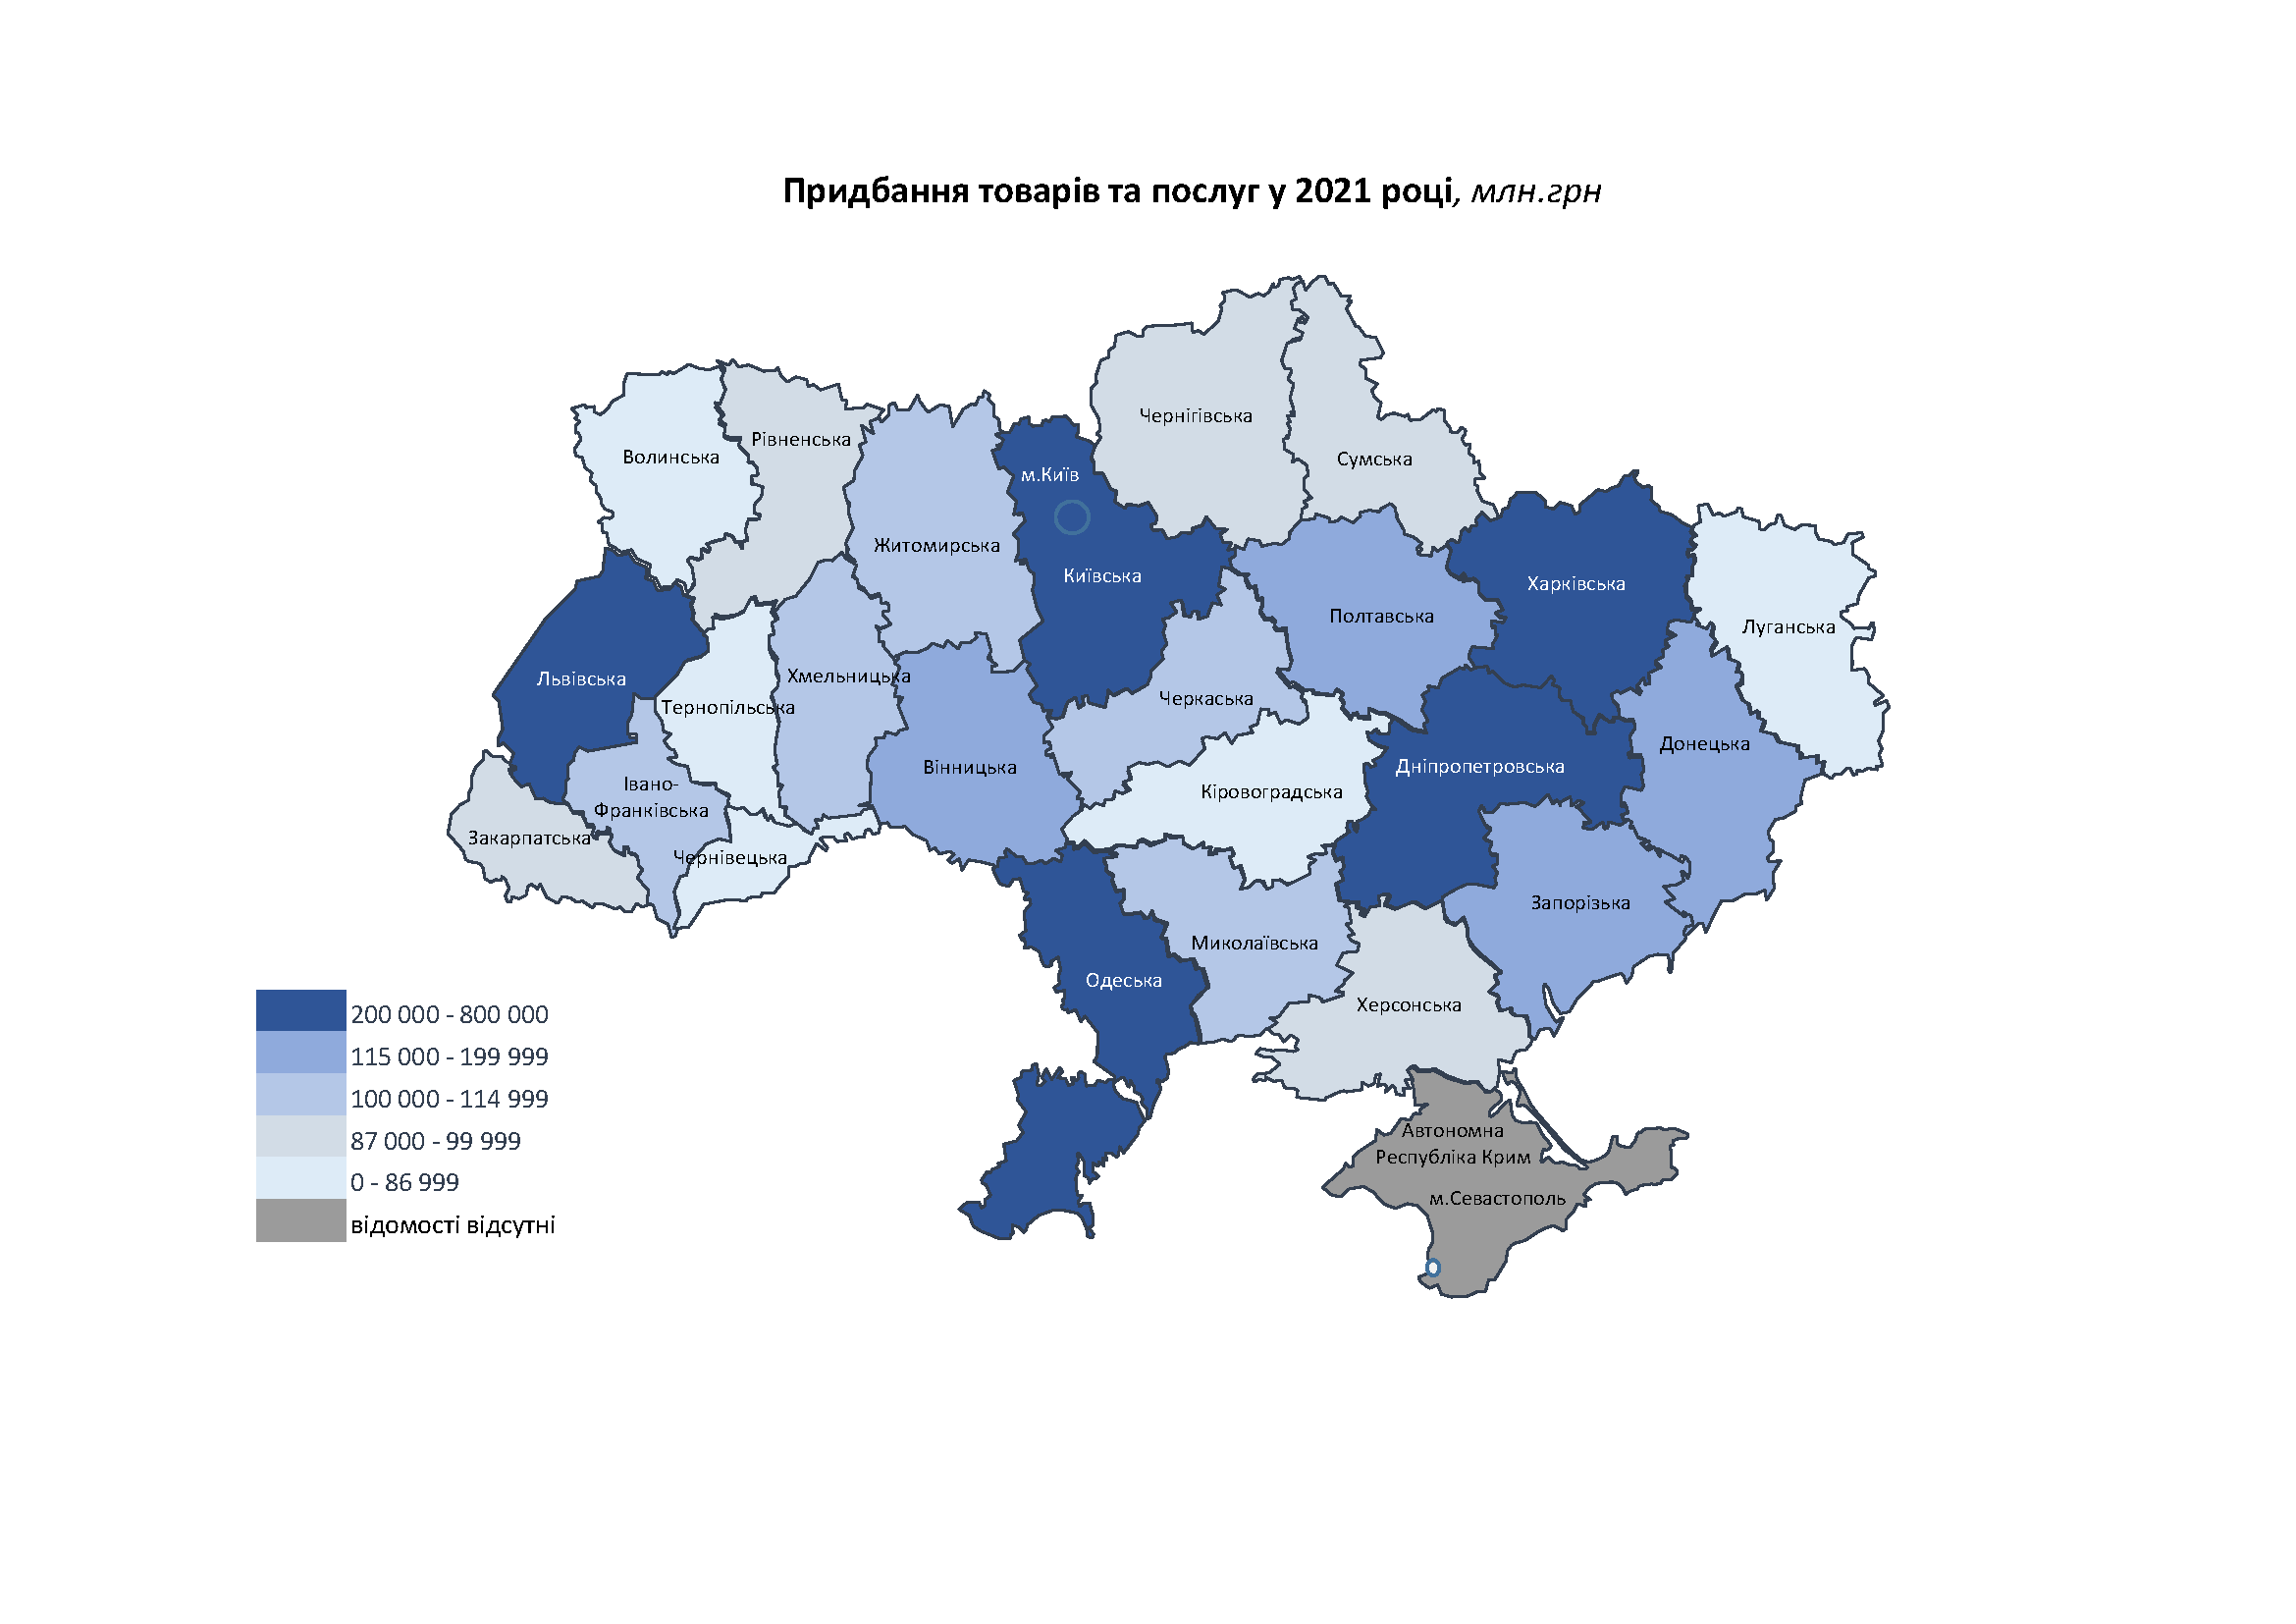 Придбання товарів та послуг у 2021 році, млн.грн
Чернігівська
Рівненська
Волинська
Сумська
м.Київ
Житомирська
Київська
Харківська
Полтавська
Луганська
Хмельницька
Львівська
Черкаська
Тернопільська
Донецька
Вінницька
Дніпропетровська
Івано-
Франківська
Кіровоградська
Закарпатська
Чернівецька
Запорізька
Миколаївська
Одеська
Херсонська
200 000 - 800 000
115 000 - 199 999
100 000 - 114 999
87 000 - 99 999
0 - 86 999
відомості відсутні
Автономна
Республіка Крим
м.Севастополь